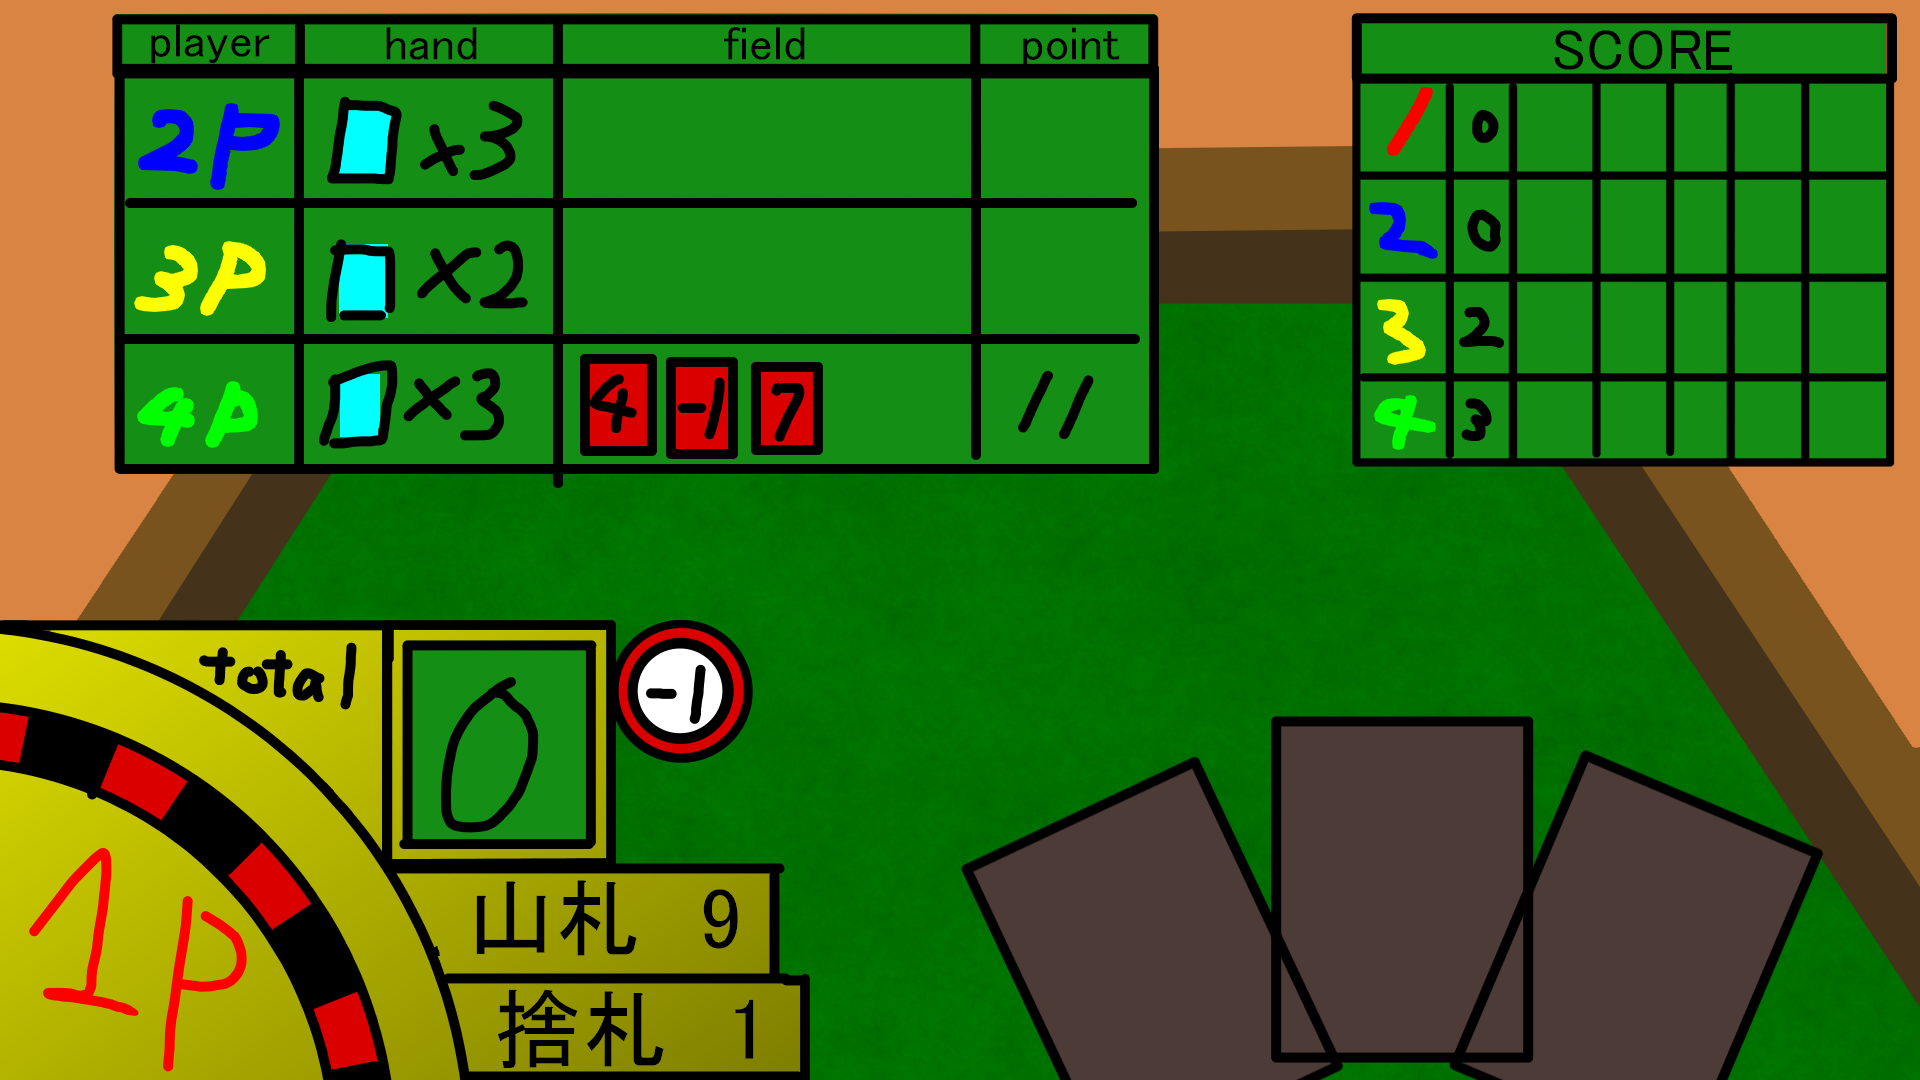 player hand field point
2P ×3
3P ×2
4P ×3 4 -1 7 11
SCORE
1 0
2 0
3 2
4 3
total 0 -1
山札 9
捨札 1
1P